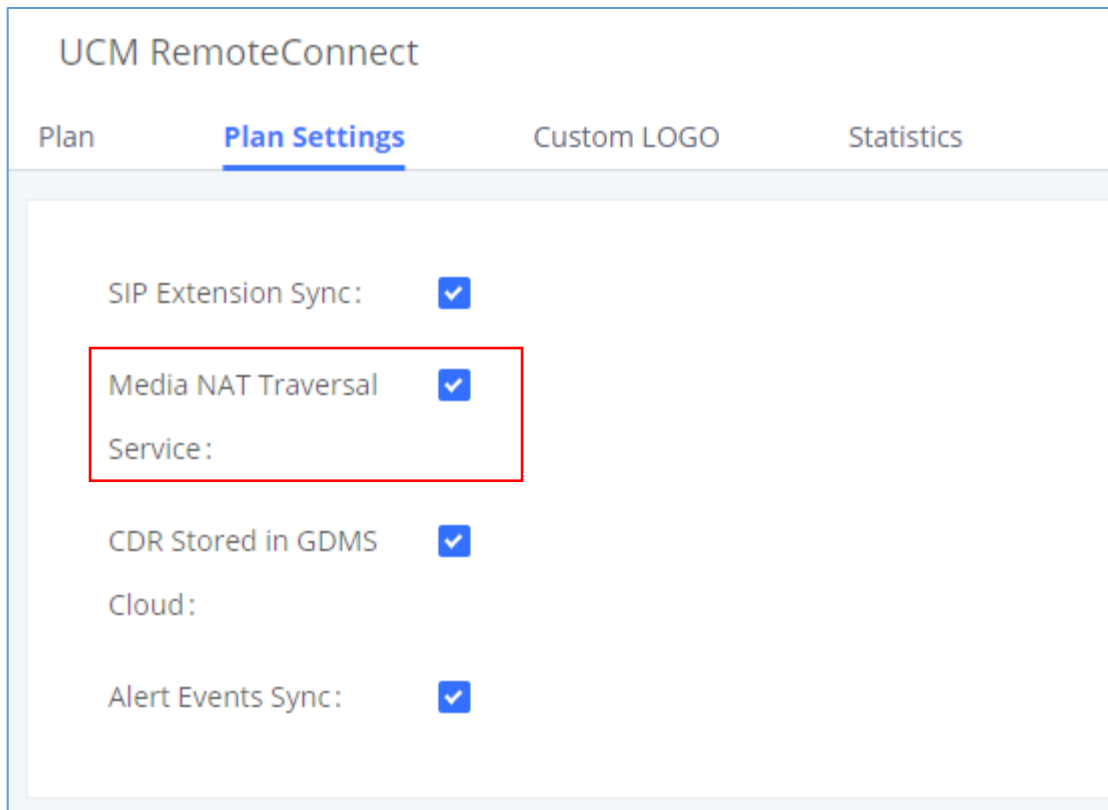 UCM RemoteConnect
Plan Plan Settings Custom LOGO Statistics
SIP Extension Sync:
Media NAT Traversal
Service:
CDR Stored in GDMS
Cloud:
Alert Events Sync: